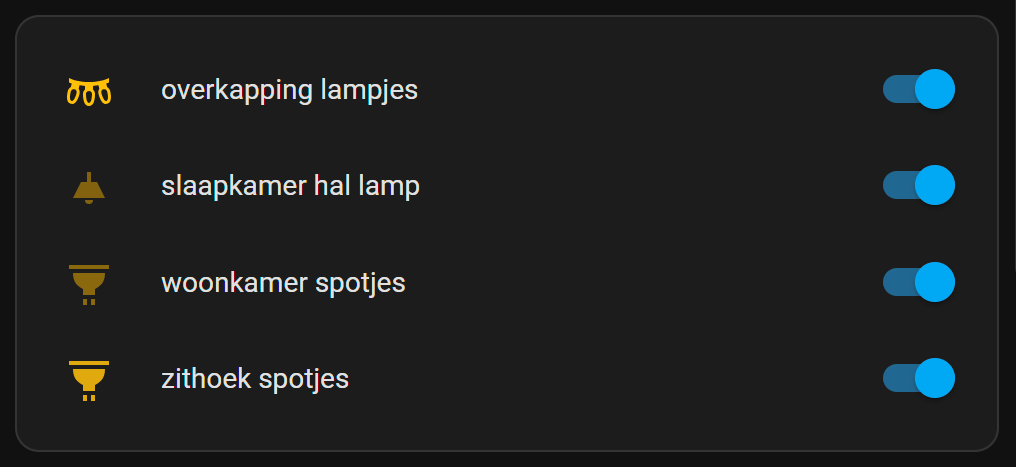 overkapping lampjes
slaapkamer hal lamp
woonkamer spotjes
zithoek spotjes